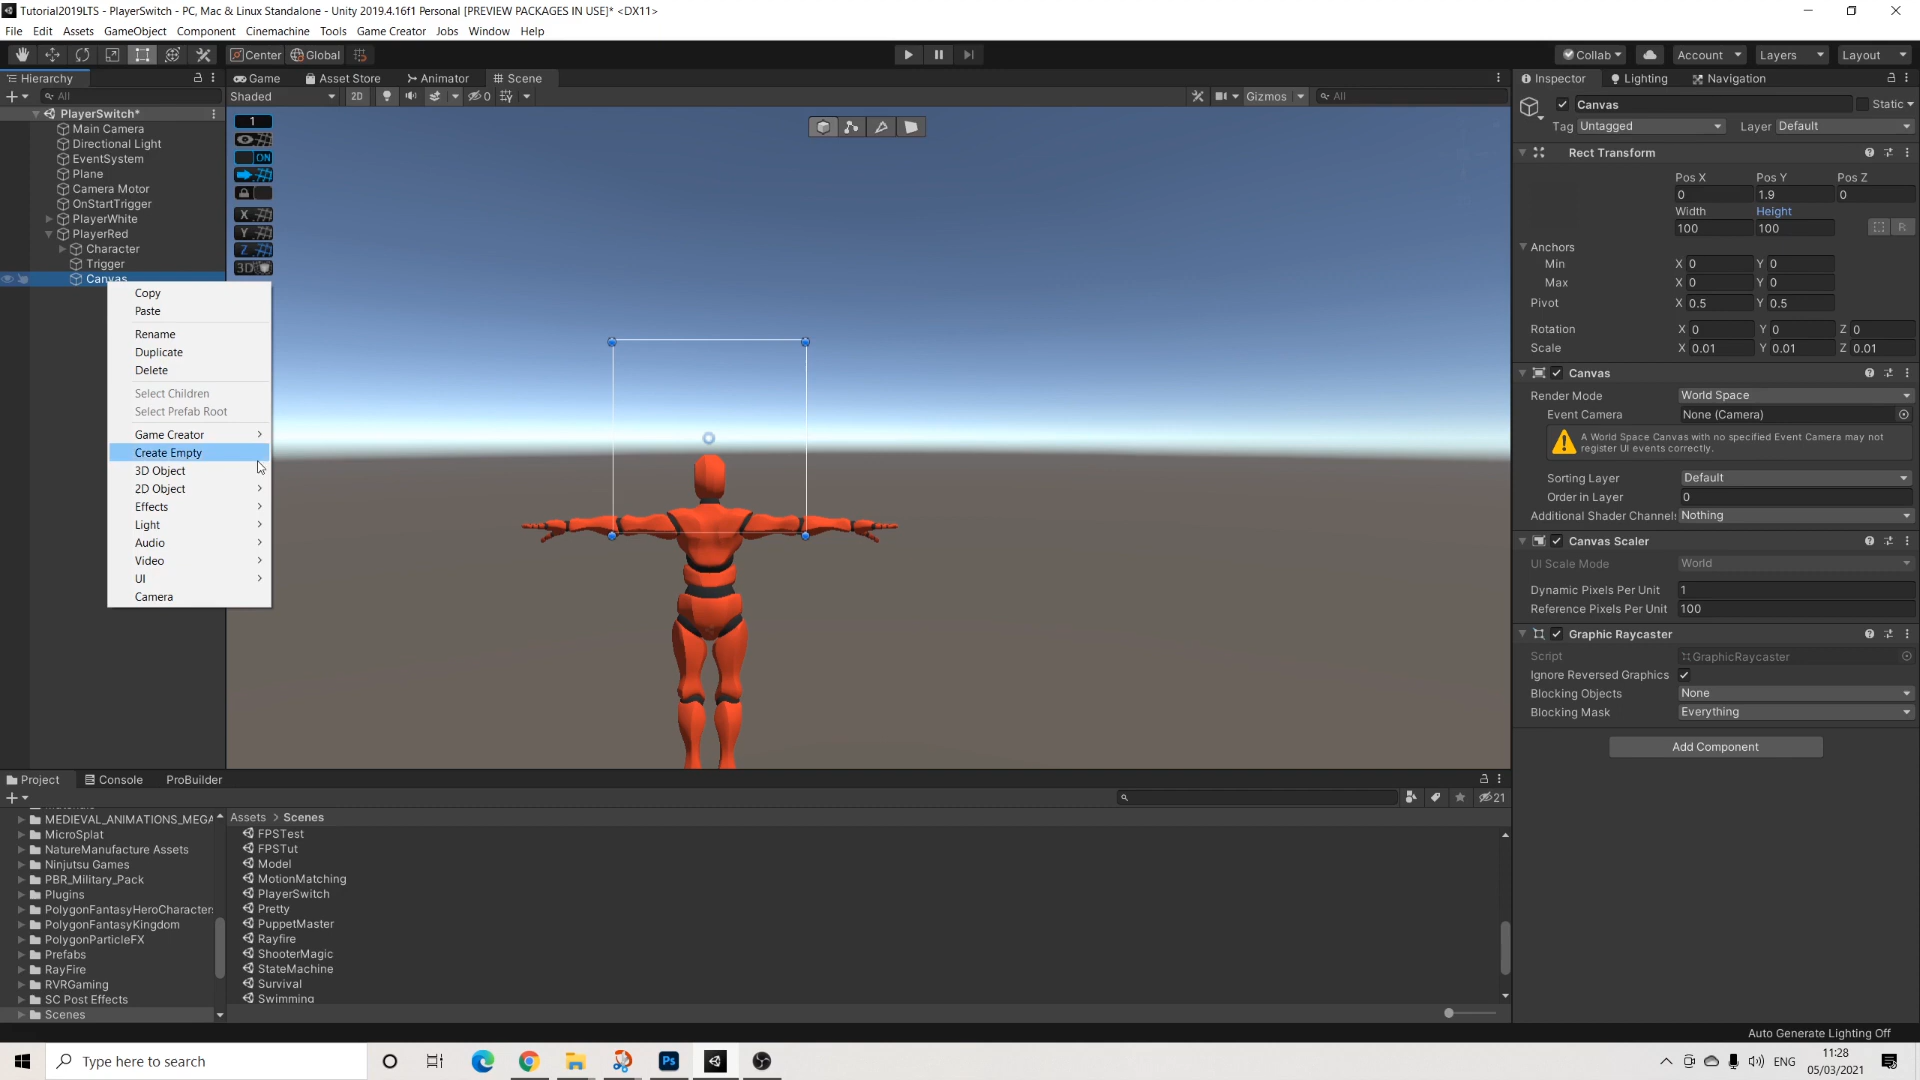 Tutorial2019LTS - PlayerSwitch - PC, Mac & Linux Standalone - Unity 2019.4.16f1 Personal [PREVIEW PACKAGES IN USE]* <DX11>
File Edit Assets GameObject Component Cinemachine Tools Game Creator Jobs Window Help
Center Global Collab Account Layers Layout
Hierarchy Game Asset Store Animator Scene Inspector Lighting Navigation
All Shaded 2D 0 Gizmos All
PlayerSwitch*
Main Camera
Directional Light
EventSystem
Plane
Camera Motor
OnStartTrigger
PlayerWhite
PlayerRed
Character
Trigger
Canvas
1
ON
X
Y
Z
3D
Copy
Paste
Rename
Duplicate
Delete
Select Children
Select Prefab Root
Game Creator
Create Empty
3D Object
2D Object
Effects
Light
Audio
Video
UI
Camera
Canvas Static
Tag Untagged Layer Default
Rect Transform
Pos X Pos Y Pos Z
0 1.9 0
Width Height
100 100 R
Anchors
Min X 0 Y 0
Max X 0 Y 0
Pivot X 0.5 Y 0.5
Rotation X 0 Y 0 Z 0
Scale X 0.01 Y 0.01 Z 0.01
Canvas
Render Mode World Space
Event Camera None (Camera)
A World Space Canvas with no specified Event Camera may not
register UI events correctly.
Sorting Layer Default
Order in Layer 0
Additional Shader Channel: Nothing
Canvas Scaler
UI Scale Mode World
Dynamic Pixels Per Unit 1
Reference Pixels Per Unit 100
Graphic Raycaster
Script GraphicRaycaster
Ignore Reversed Graphics
Blocking Objects None
Blocking Mask Everything
Add Component
Project Console ProBuilder
21
MEDIEVAL_ANIMATIONS_MEGA
MicroSplat
NatureManufacture Assets
Ninjutsu Games
PBR_Military_Pack
Plugins
PolygonFantasyHeroCharacter
PolygonFantasyKingdom
PolygonParticleFX
Prefabs
RayFire
RVRGaming
SC Post Effects
Scenes
Assets > Scenes
FPSTest
FPSTut
Model
MotionMatching
PlayerSwitch
Pretty
PuppetMaster
Rayfire
ShooterMagic
StateMachine
Survival
Swimming
Auto Generate Lighting Off
Type here to search
Ps
ENG
11:28
05/03/2021